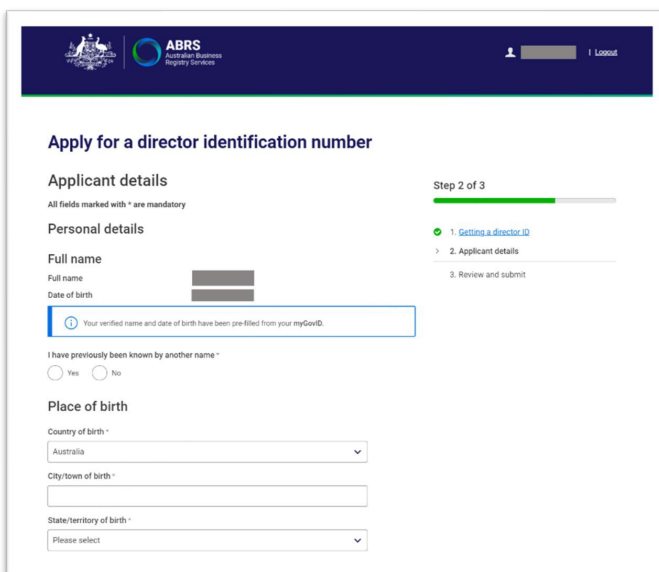 ABRS
Australian Business
Registry Services
| Logout
Apply for a director identification number
Applicant details
All fields marked with * are mandatory
Personal details
Full name
Full name
Date of birth
Your verified name and date of birth have been pre-filled from your myGovID.
I have previously been known by another name *
Yes No
Place of birth
Country of birth *
Australia
City/town of birth *
State/territory of birth *
Please select
Step 2 of 3
1. Getting a director ID
> 2. Applicant details
3. Review and submit